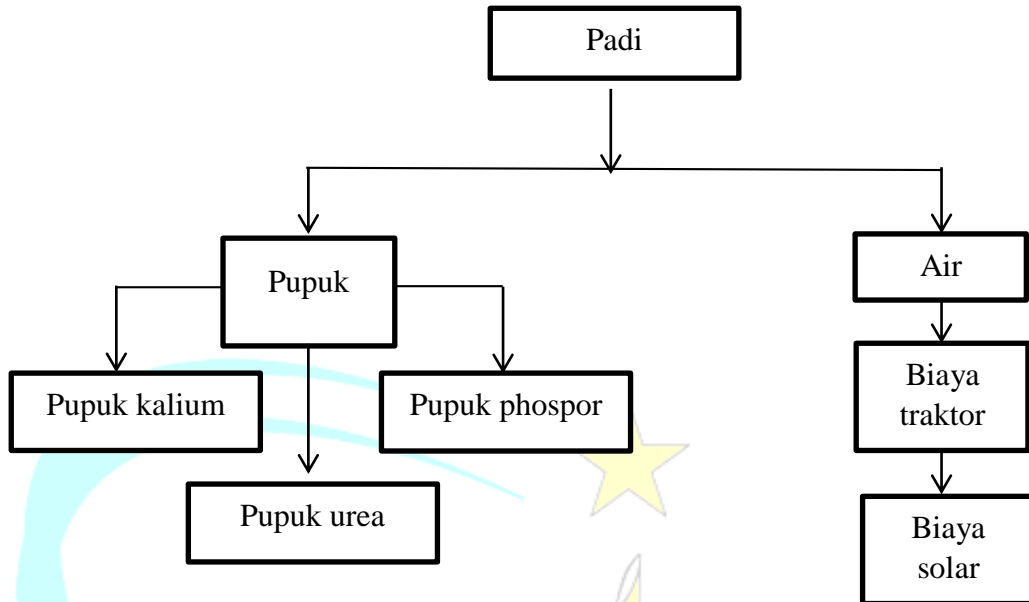 Padi
Pupuk
Air
Pupuk kalium
Pupuk phospor
Biaya
traktor
Pupuk urea
Biaya
solar